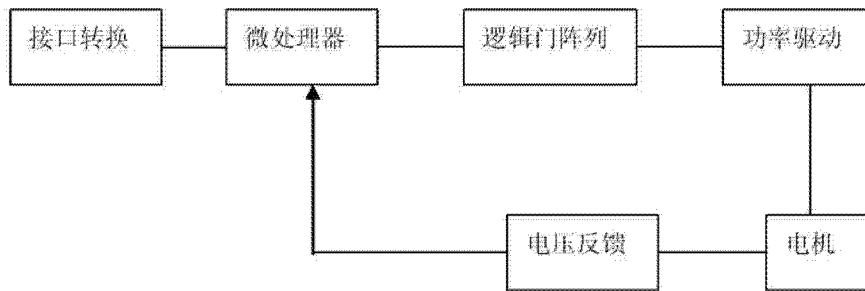 接口转换
微处理器
逻辑门阵列
功率驱动
电压反馈
电机